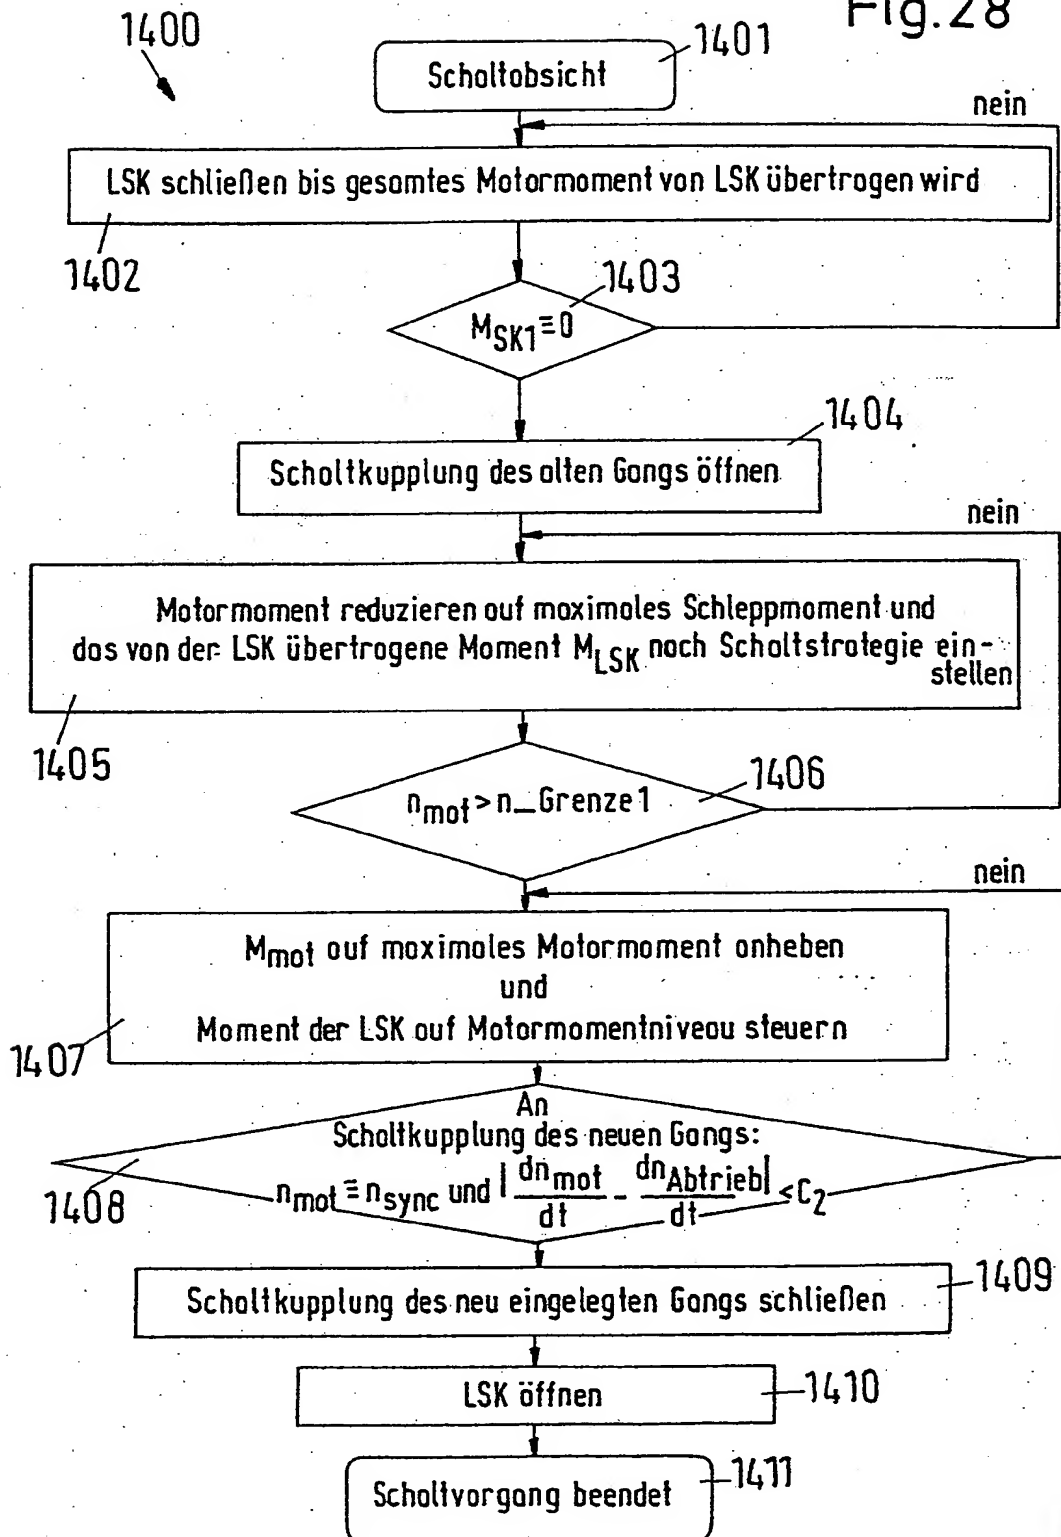 Fig.28
1400
1401
Schaltabsicht
nein
LSK schließen bis gesamtes Motormoment von LSK übertragen wird
1402
1403
M_SK1 ≡ 0
1404
Schaltkupplung des alten Gangs öffnen
nein
Motormoment reduzieren auf maximales Schleppmoment und
das von der LSK übertragene Moment M_LSK nach Schaltstrategie ein-
stellen
1405
1406
n_mot > n_Grenze1
nein
M_mot auf maximales Motormoment anheben
und
Moment der LSK auf Motormomentniveau steuern
1407
An
Schaltkupplung des neuen Gangs:
n_mot ≡ n_sync und | dn_mot/dt - dn_Abtrieb/dt | < C_2
1408
1409
Schaltkupplung des neu eingelegten Gangs schließen
LSK öffnen
1410
1411
Schaltvorgang beendet